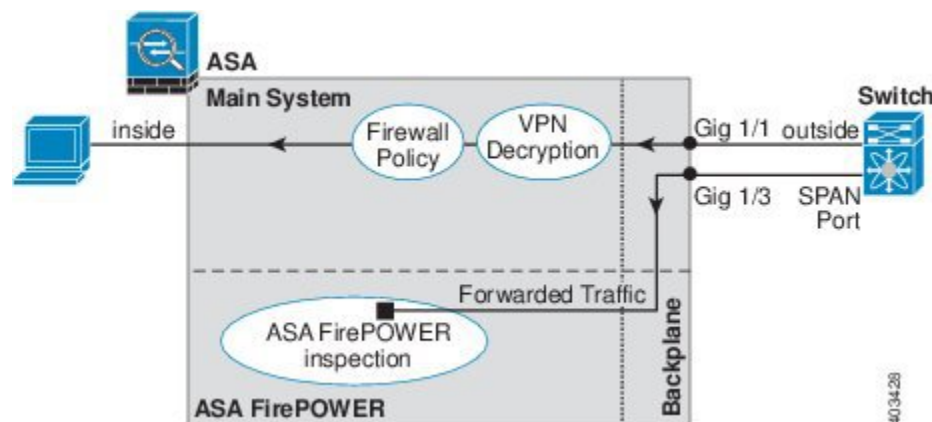 ASA
Main System
Switch
inside
Firewall
Policy
VPN
Decryption
Gig 1/1
outside
Gig 1/3
SPAN
Port
Forwarded Traffic
ASA FirePOWER
inspection
Backplane
ASA FirePOWER
403428